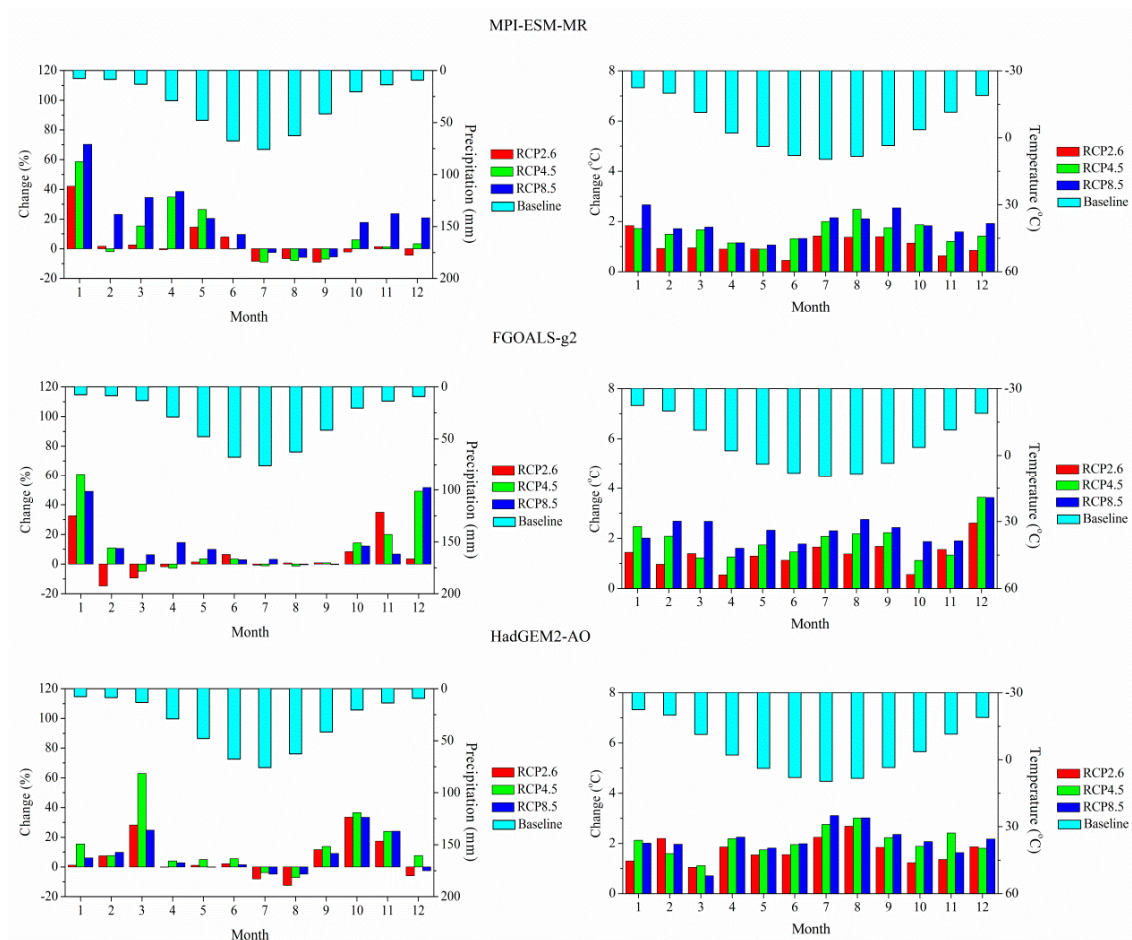 MPI-ESM-MR
120
100
80
60
40
20
0
-20
Change (%)
1 2 3 4 5 6 7 8 9 10 11 12
Month
0
50
100
150
200
Precipitation (mm)
RCP2.6
RCP4.5
RCP8.5
Baseline
8
6
4
2
0
Change (°C)
1 2 3 4 5 6 7 8 9 10 11 12
Month
-30
0
30
60
Temperature (°C)
RCP2.6
RCP4.5
RCP8.5
Baseline
FGOALS-g2
120
100
80
60
40
20
0
-20
Change (%)
1 2 3 4 5 6 7 8 9 10 11 12
Month
0
50
100
150
200
Precipitation (mm)
RCP2.6
RCP4.5
RCP8.5
Baseline
8
6
4
2
0
Change (°C)
1 2 3 4 5 6 7 8 9 10 11 12
Month
-30
0
30
60
Temperature (°C)
RCP2.6
RCP4.5
RCP8.5
Baseline
HadGEM2-AO
120
100
80
60
40
20
0
-20
Change (%)
1 2 3 4 5 6 7 8 9 10 11 12
Month
0
50
100
150
200
Precipitation (mm)
RCP2.6
RCP4.5
RCP8.5
Baseline
8
6
4
2
0
Change (°C)
1 2 3 4 5 6 7 8 9 10 11 12
Month
-30
0
30
60
Temperature (°C)
RCP2.6
RCP4.5
RCP8.5
Baseline